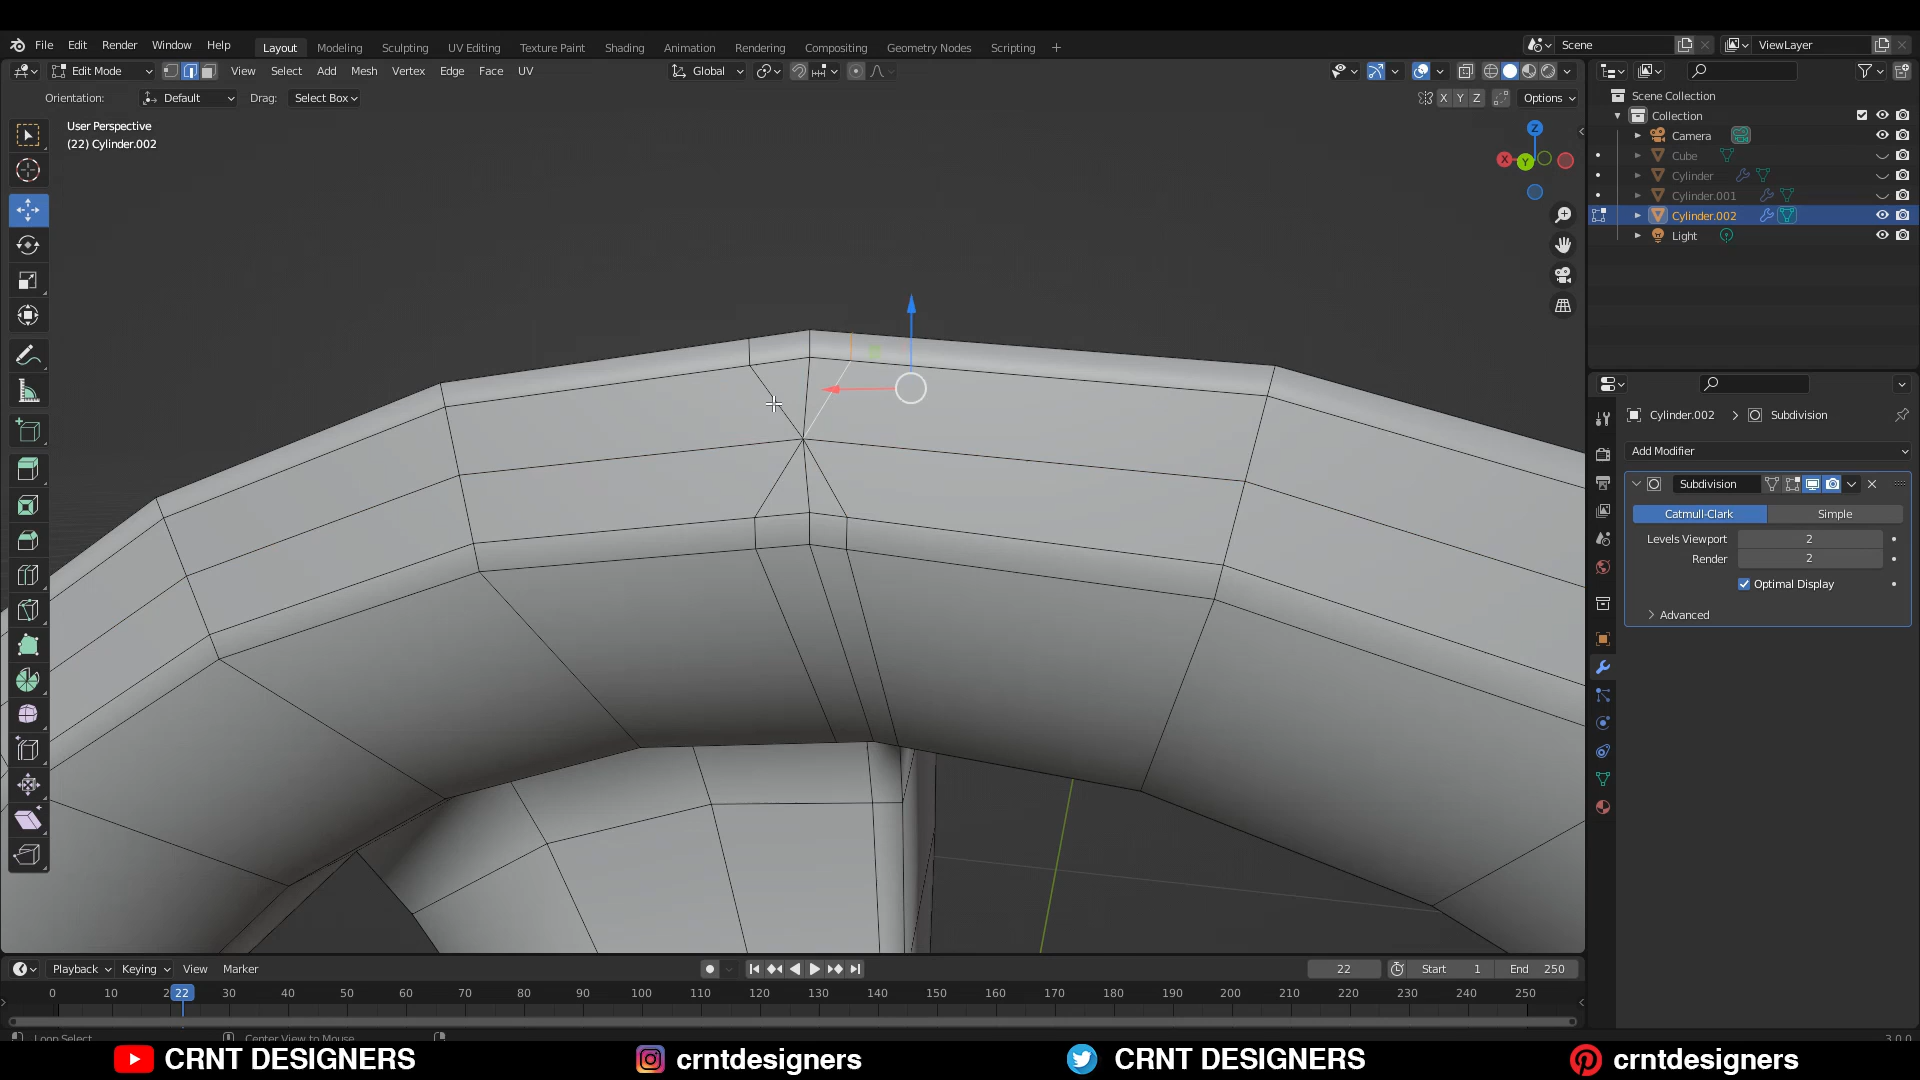 File Edit Render Window Help Layout Modeling Sculpting UV Editing Texture Paint Shading Animation Rendering Compositing Geometry Nodes Scripting + Scene ViewLayer
Edit Mode View Select Add Mesh Vertex Edge Face UV Global
Orientation: Default Drag: Select Box X Y Z Options
User Perspective
(22) Cylinder.002
Z
X
Y
Scene Collection
Collection
Camera
Cube
Cylinder
Cylinder.001
Cylinder.002
Light
Cylinder.002 > Subdivision
Add Modifier
Subdivision
Catmull-Clark Simple
Levels Viewport 2
Render 2
Optimal Display
Advanced
Playback Keying View Marker 22 Start 1 End 250
0 10 2 22 30 40 50 60 70 80 90 100 110 120 130 140 150 160 170 180 190 200 210 220 230 240 250
Loop Select Center View to Mouse 3.0.0
CRNT DESIGNERS crntdesigners CRNT DESIGNERS crntdesigners